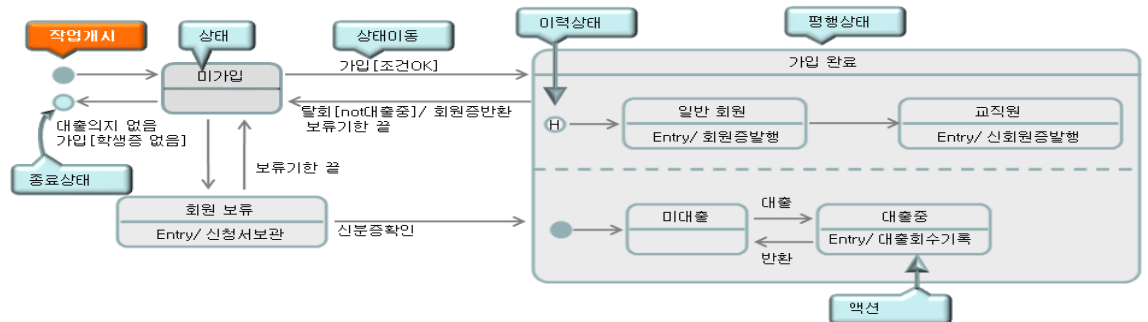 작업개시
상태
상태이동
이력상태
평행상태
미가입
가입[조건OK]
가입 완료
탈회[not대출중]/ 회원증반환
보류기한 끝
대출의지 없음
가입[학생증 없음]
종료상태
보류기한 끝
H
일반 회원
Entry/ 회원증발행
교직원
Entry/ 신회원증발행
회원 보류
Entry/ 신청서보관
신분증확인
미대출
대출
반환
대출중
Entry/ 대출회수기록
액션